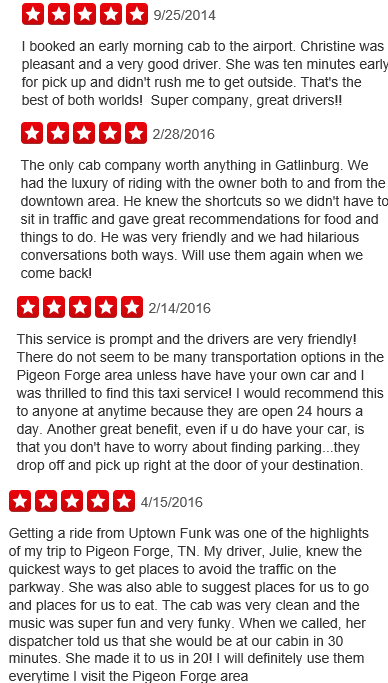 9/25/2014
I booked an early morning cab to the airport. Christine was
pleasant and a very good driver. She was ten minutes early
for pick up and didn't rush me to get outside. That's the
best of both worlds!  Super company, great drivers!!
2/28/2016
The only cab company worth anything in Gatlinburg. We
had the luxury of riding with the owner both to and from the
downtown area. He knew the shortcuts so we didn't have to
sit in traffic and gave great recommendations for food and
things to do. He was very friendly and we had hilarious
conversations both ways. Will use them again when we
come back!
2/14/2016
This service is prompt and the drivers are very friendly!
There do not seem to be many transportation options in the
Pigeon Forge area unless have have your own car and I
was thrilled to find this taxi service! I would recommend this
to anyone at anytime because they are open 24 hours a
day. Another great benefit, even if u do have your car, is
that you don't have to worry about finding parking...they
drop off and pick up right at the door of your destination.
4/15/2016
Getting a ride from Uptown Funk was one of the highlights
of my trip to Pigeon Forge, TN. My driver, Julie, knew the
quickest ways to get places to avoid the traffic on the
parkway. She was also able to suggest places for us to go
and places for us to eat. The cab was very clean and the
music was super fun and very funky. When we called, her
dispatcher told us that she would be at our cabin in 30
minutes. She made it to us in 20! I will definitely use them
everytime I visit the Pigeon Forge area